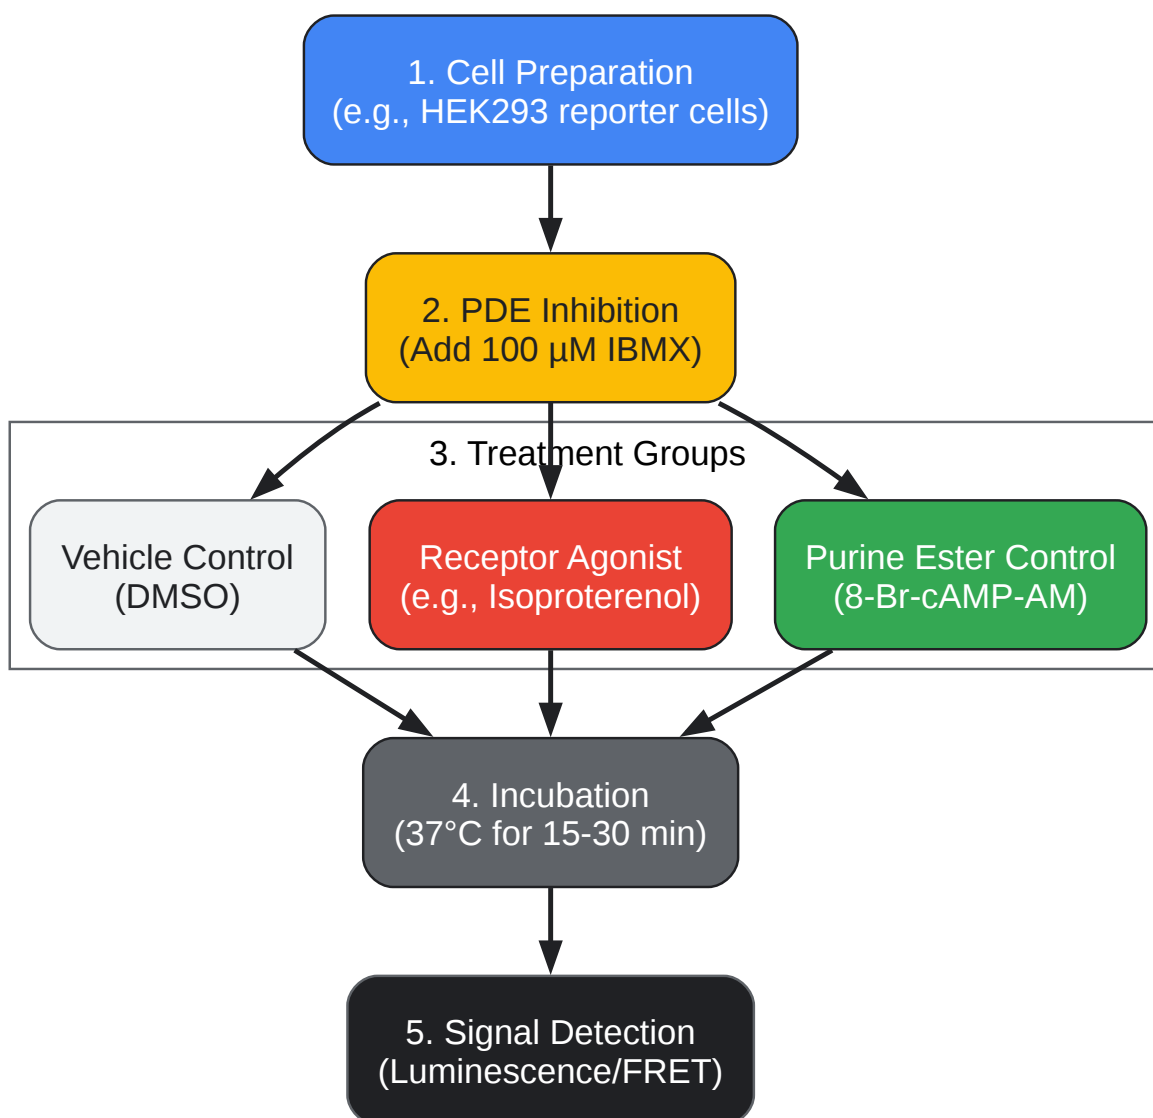 1. Cell Preparation
(e.g., HEK293 reporter cells)
2. PDE Inhibition
(Add 100 µM IBMX)
3. Treatment Groups
Vehicle Control
(DMSO)
Receptor Agonist
(e.g., Isoproterenol)
Purine Ester Control
(8-Br-cAMP-AM)
4. Incubation
(37°C for 15-30 min)
5. Signal Detection
(Luminescence/FRET)